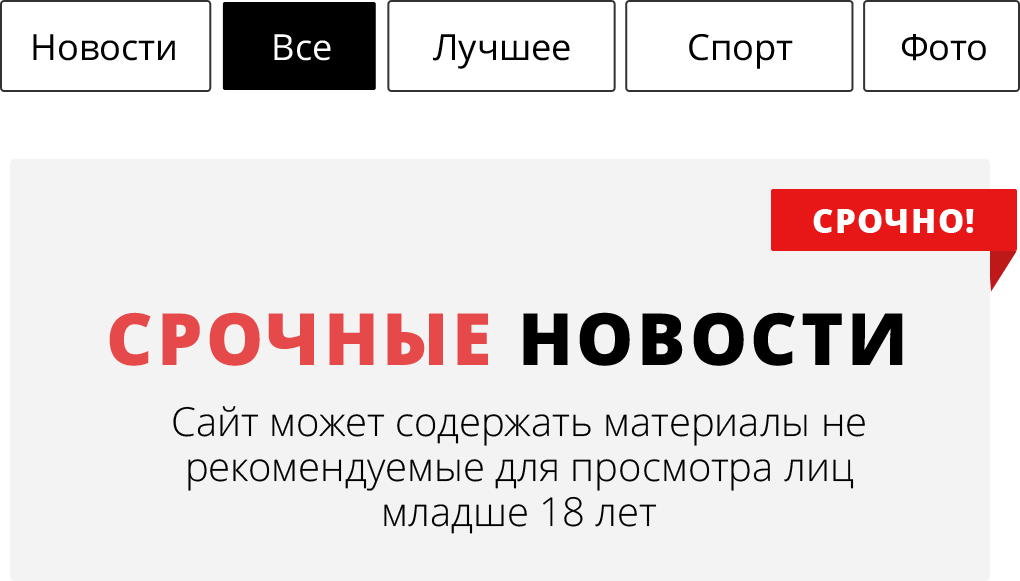 Новости Все Лучшее Спорт Фото
СРОЧНО!
СРОЧНЫЕ НОВОСТИ
Сайт может содержать материалы не
рекомендуемые для просмотра лиц
младше 18 лет